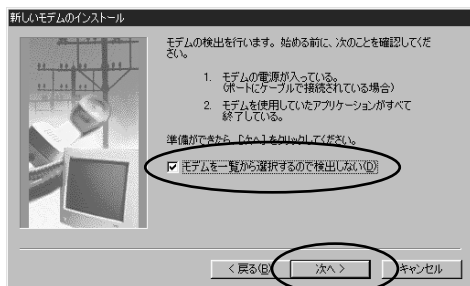 新しいモデムのインストール
モデムの検出を行います。始める前に、次のことを確認してくだ
さい。
1. モデムの電源が入っている。
(ポートにケーブルで接続されている場合)
2. モデムを使用していたアプリケーションがすべて
終了している。
準備ができたら、[次へ] をクリックしてください。
モデムを一覧から選択するので検出しない(D)
< 戻る(B)
次へ >
キャンセル